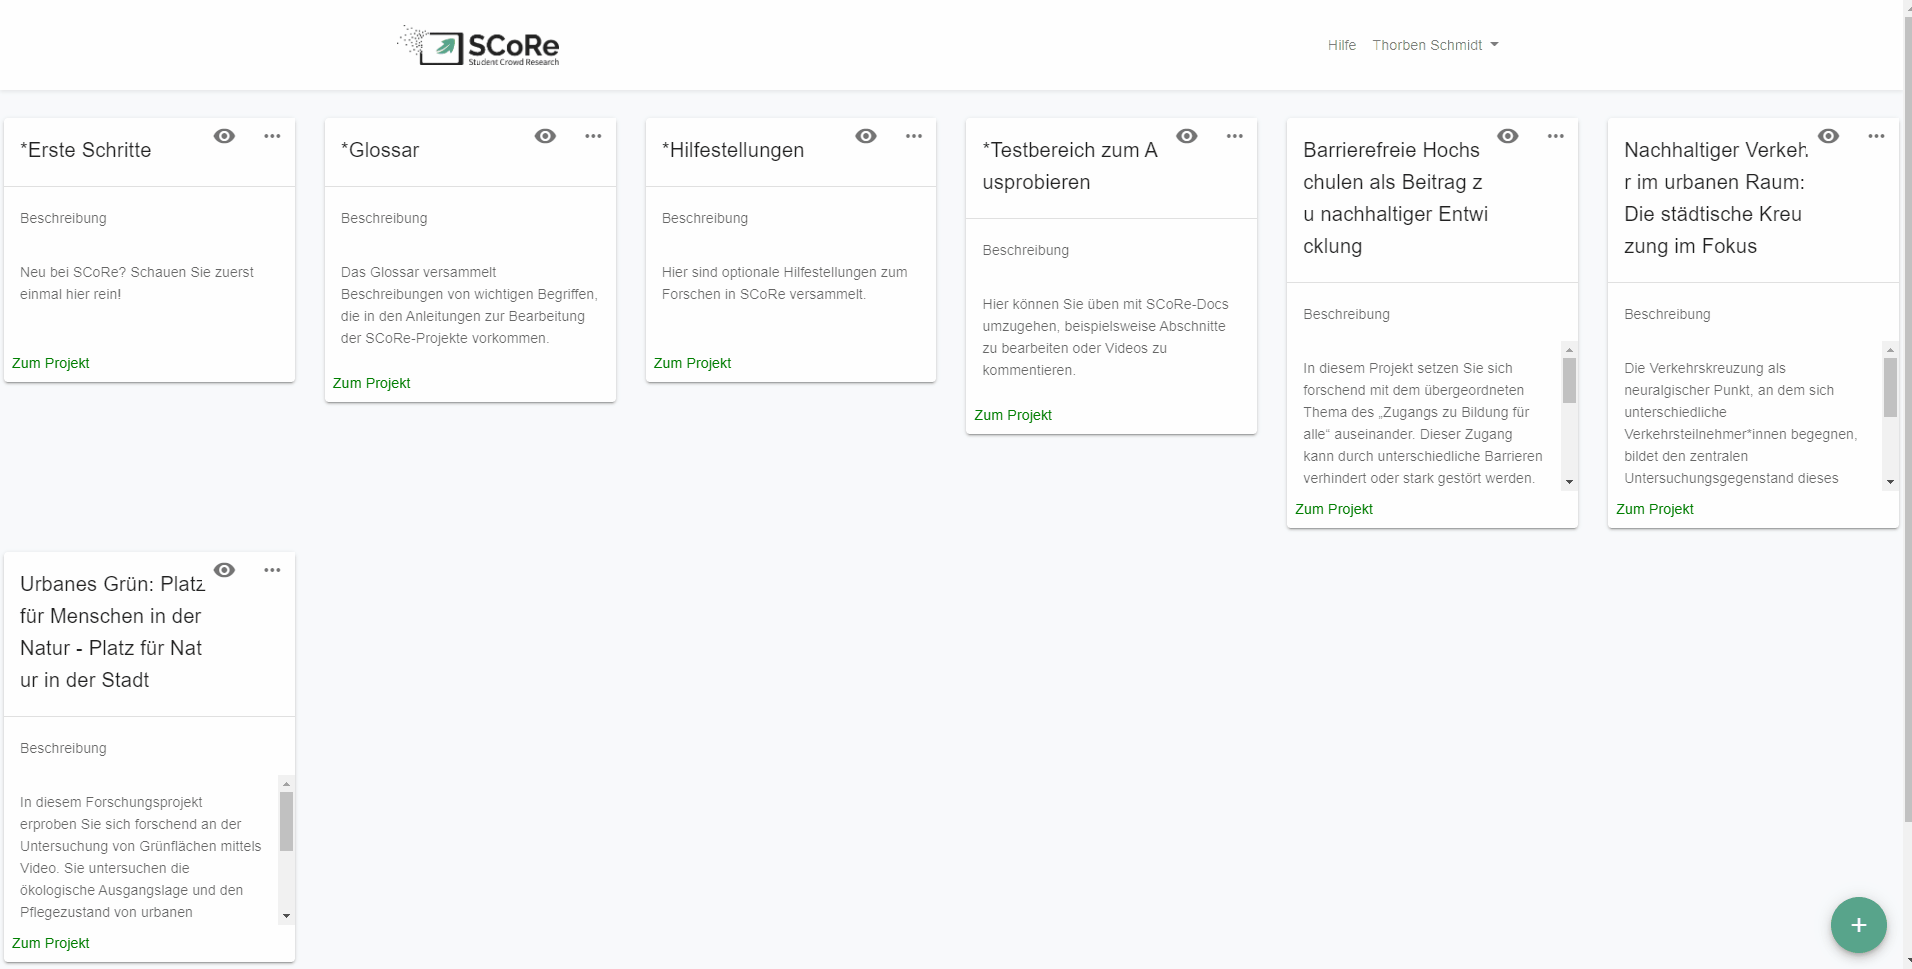 SCoRe
Student Crowd Research
Hilfe
Thorben Schmidt
*Erste Schritte
Beschreibung
Neu bei SCoRe? Schauen Sie zuerst
einmal hier rein!
Zum Projekt
*Glossar
Beschreibung
Das Glossar versammelt
Beschreibungen von wichtigen Begriffen,
die in den Anleitungen zur Bearbeitung
der SCoRe-Projekte vorkommen.
Zum Projekt
*Hilfestellungen
Beschreibung
Hier sind optionale Hilfestellungen zum
Forschen in SCoRe versammelt.
Zum Projekt
*Testbereich zum A
usprobieren
Beschreibung
Hier können Sie üben mit SCoRe-Docs
umzugehen, beispielsweise Abschnitte
zu bearbeiten oder Videos zu
kommentieren.
Zum Projekt
Barrierefreie Hochs
chulen als Beitrag z
u nachhaltiger Entwi
cklung
Beschreibung
In diesem Projekt setzen Sie sich
forschend mit dem übergeordneten
Thema des „Zugangs zu Bildung für
alle“ auseinander. Dieser Zugang
kann durch unterschiedliche Barrieren
verhindert oder stark gestört werden.
Zum Projekt
Nachhaltiger Verkeh
r im urbanen Raum:
Die städtische Kreu
zung im Fokus
Beschreibung
Die Verkehrskreuzung als
neuralgischer Punkt, an dem sich
unterschiedliche
Verkehrsteilnehmer*innen begegnen,
bildet den zentralen
Untersuchungsgegenstand dieses
Zum Projekt
Urbanes Grün: Platz
für Menschen in der
Natur - Platz für Nat
ur in der Stadt
Beschreibung
In diesem Forschungsprojekt
erproben Sie sich forschend an der
Untersuchung von Grünflächen mittels
Video. Sie untersuchen die
ökologische Ausgangslage und den
Pflegezustand von urbanen
Zum Projekt
+